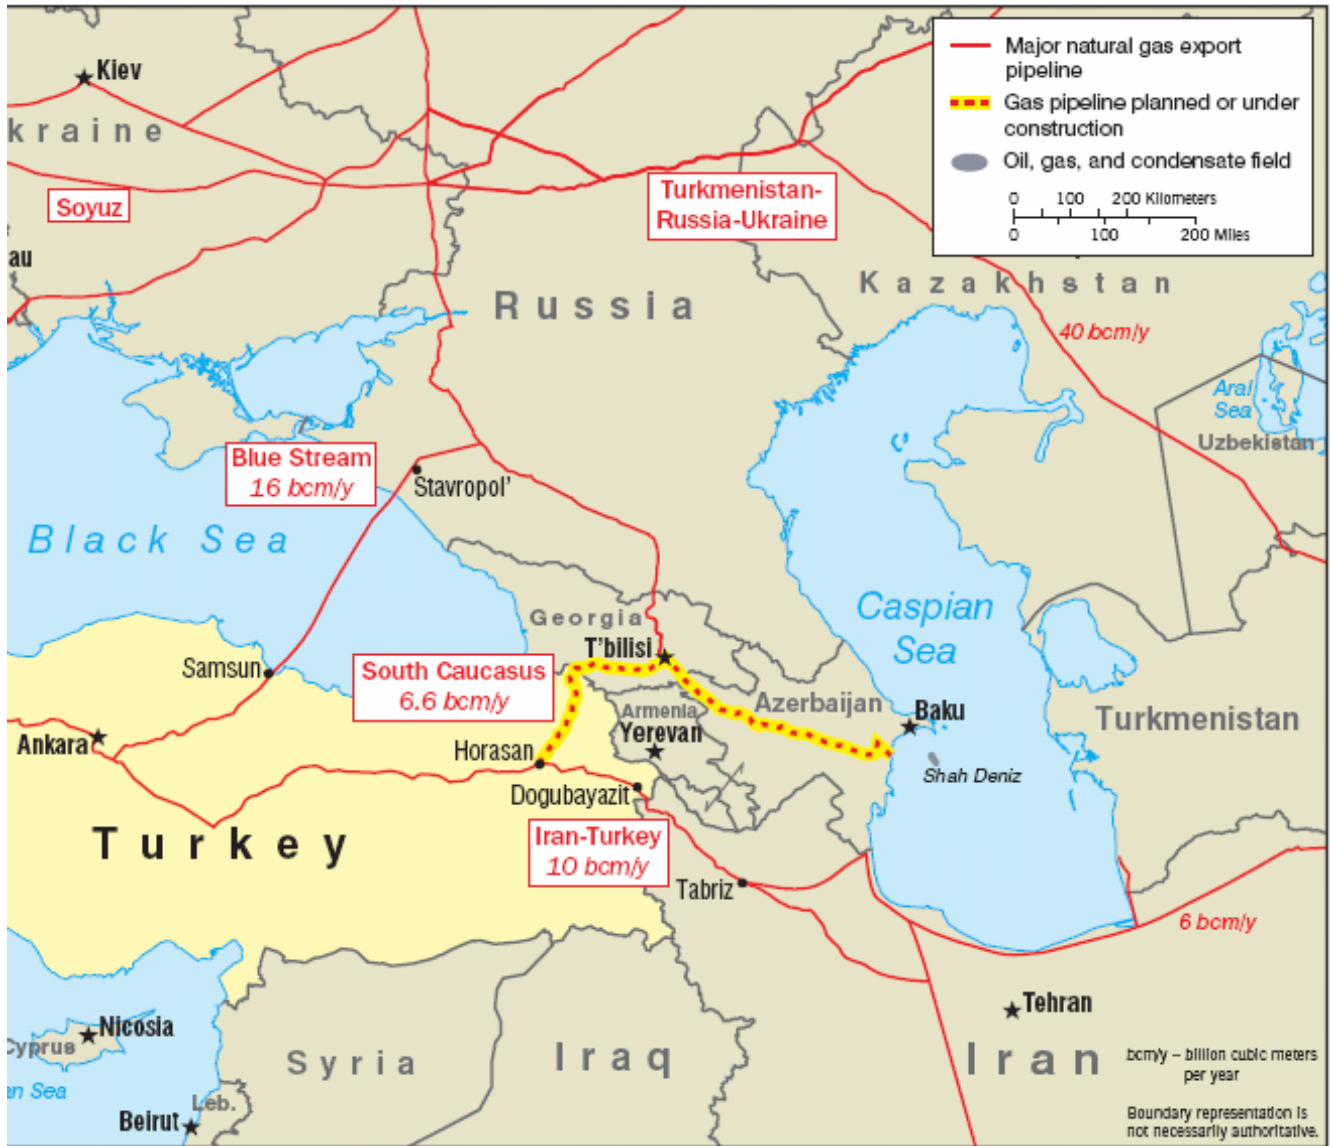 Kiev
kraine
Soyuz
au
Turkmenistan-
Russia-Ukraine
Major natural gas export
pipeline
Gas pipeline planned or under
construction
Oil, gas, and condensate field
0 100 200 Kilometers
0 100 200 Miles
Kazakhstan
Russia
40 bcm/y
Aral
Sea
Uzbekistan
Blue Stream
16 bcm/y
Stavropol'
Black Sea
Caspian
Sea
Georgia
T'bilisi
Samsun
South Caucasus
6.6 bcm/y
Azerbaijan
Armenia
Baku
Turkmenistan
Ankara
Yerevan
Horasan
Shah Deniz
Dogubayazit
Turkey
Iran-Turkey
10 bcm/y
Tabriz
6 bcm/y
Tehran
Nicosia
Cyprus
Syria
Iraq
Iran
bcm/y – billion cubic meters
per year
an Sea
Leb.
Beirut
Boundary representation is
not necessarily authoritative.